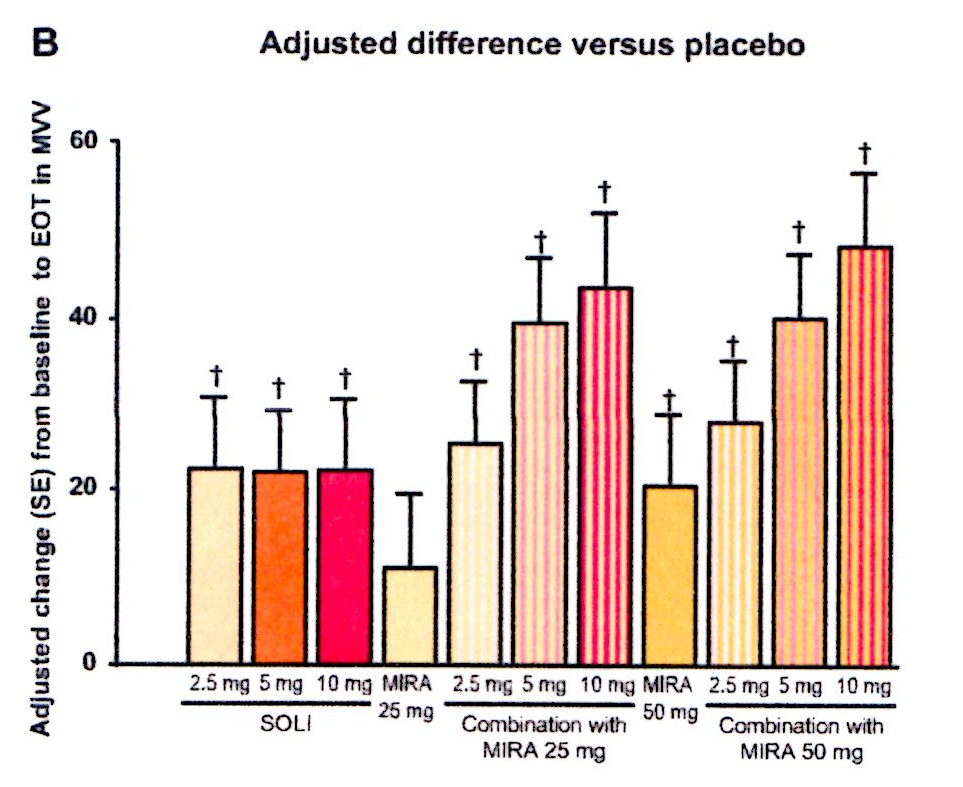 B
Adjusted difference versus placebo
Adjusted change (SE) from baseline to EOT in MVV
60
40
20
0
† † † † † † † † † †
2.5 mg 5 mg 10 mg MIRA 25 mg 2.5 mg 5 mg 10 mg MIRA 50 mg 2.5 mg 5 mg 10 mg
SOLI
Combination with
MIRA 25 mg
Combination with
MIRA 50 mg